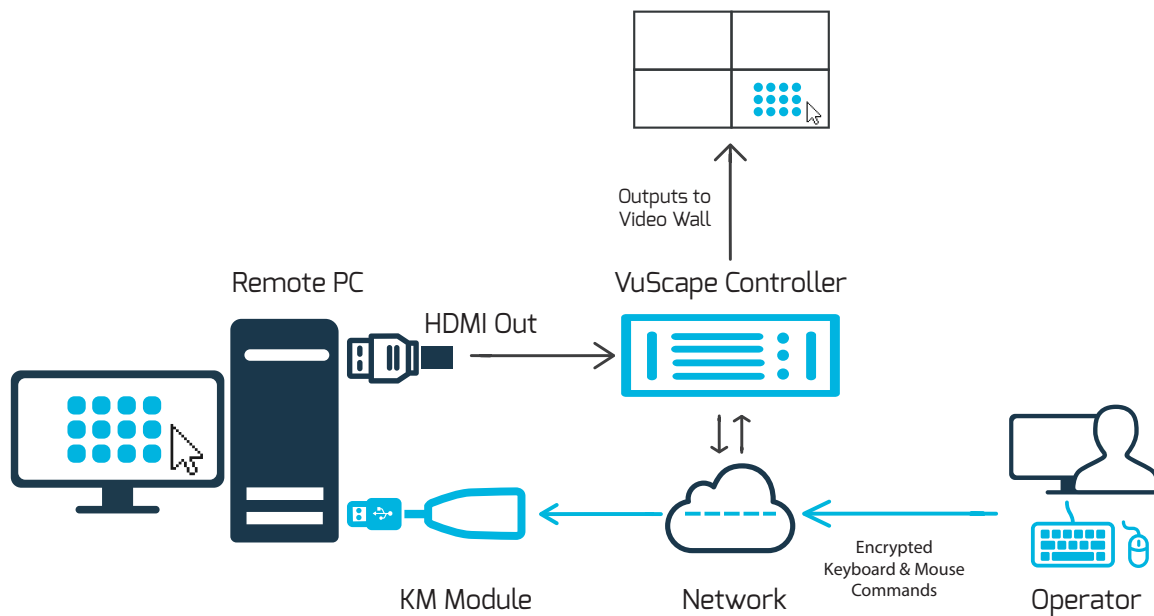 Outputs to
Video Wall
Remote PC
VuScape Controller
HDMI Out
Encrypted
Keyboard & Mouse
Commands
KM Module
Network
Operator